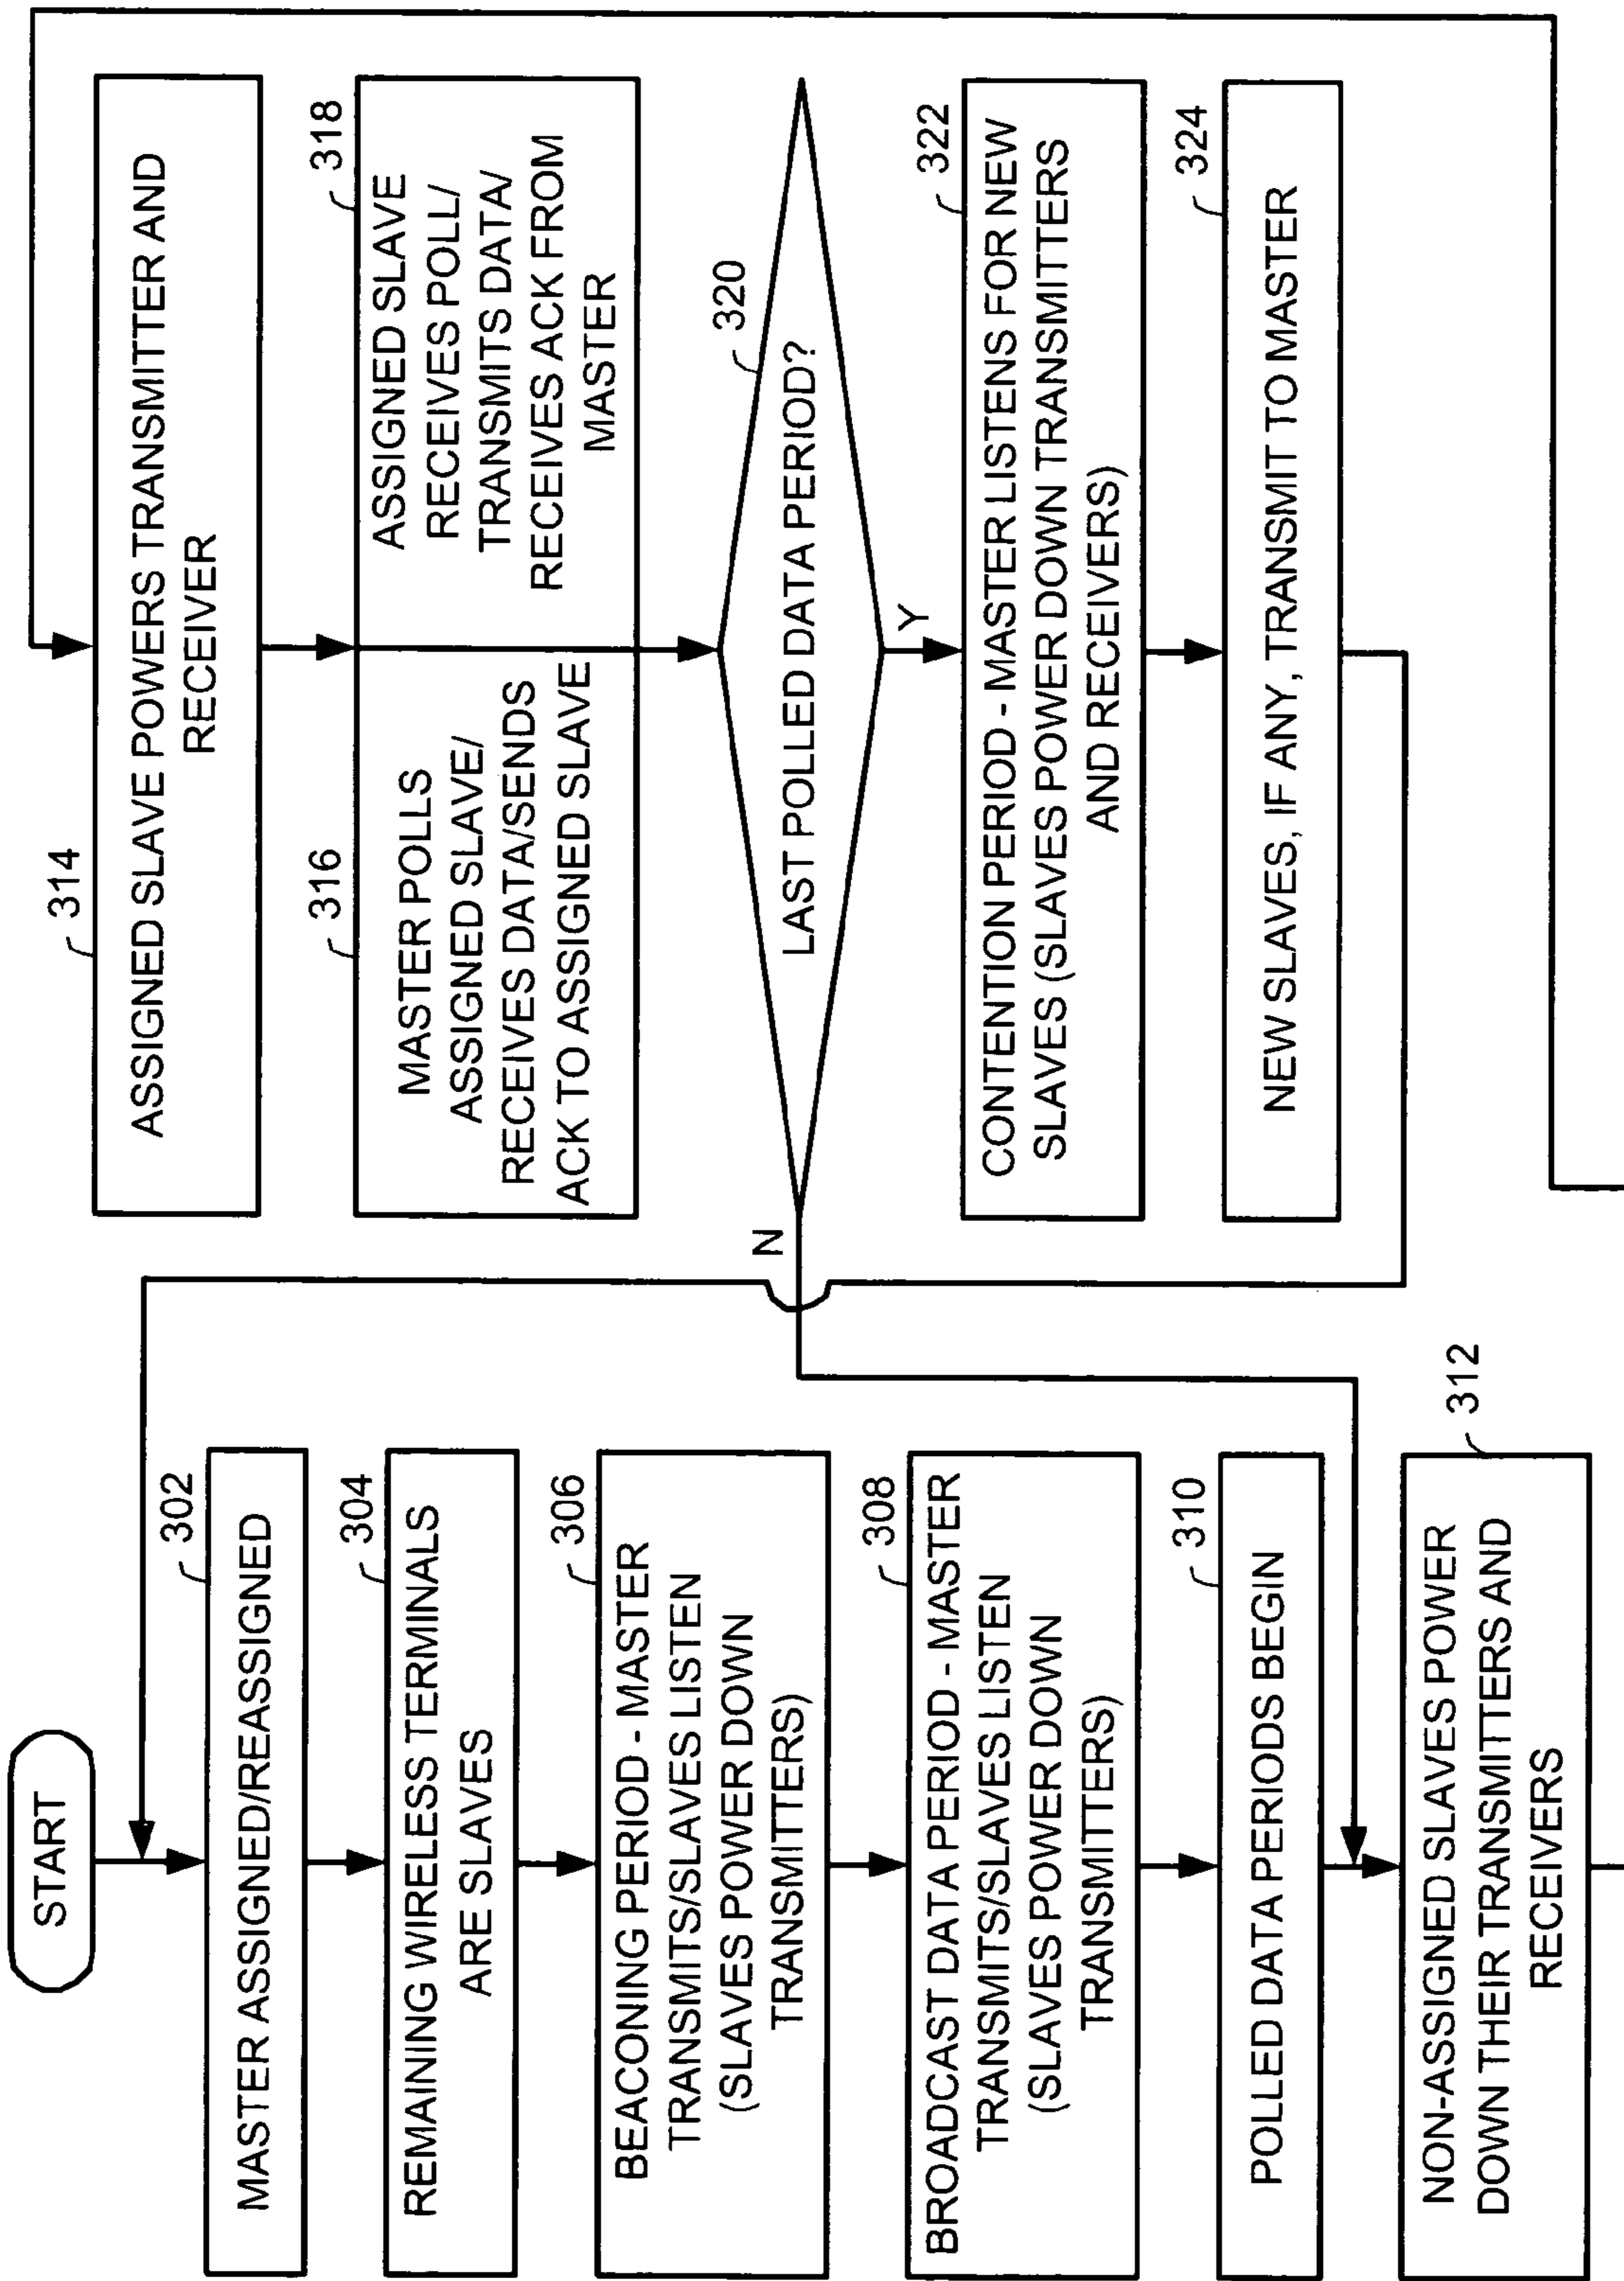 START
302
MASTER ASSIGNED/REASSIGNED
304
REMAINING WIRELESS TERMINALS
ARE SLAVES
306
BEACONING PERIOD - MASTER
TRANSMITS/SLAVES LISTEN
(SLAVES POWER DOWN
TRANSMITTERS)
308
BROADCAST DATA PERIOD - MASTER
TRANSMITS/SLAVES LISTEN
(SLAVES POWER DOWN
TRANSMITTERS)
310
POLLED DATA PERIODS BEGIN
312
NON-ASSIGNED SLAVES POWER
DOWN THEIR TRANSMITTERS AND
RECEIVERS
314
ASSIGNED SLAVE POWERS TRANSMITTER AND
RECEIVER
316
MASTER POLLS
ASSIGNED SLAVE/
RECEIVES DATA/SENDS
ACK TO ASSIGNED SLAVE
318
ASSIGNED SLAVE
RECEIVES POLL/
TRANSMITS DATA/
RECEIVES ACK FROM
MASTER
320
LAST POLLED DATA PERIOD?
N
Y
322
CONTENTION PERIOD - MASTER LISTENS FOR NEW
SLAVES (SLAVES POWER DOWN TRANSMITTERS
AND RECEIVERS)
324
NEW SLAVES, IF ANY, TRANSMIT TO MASTER